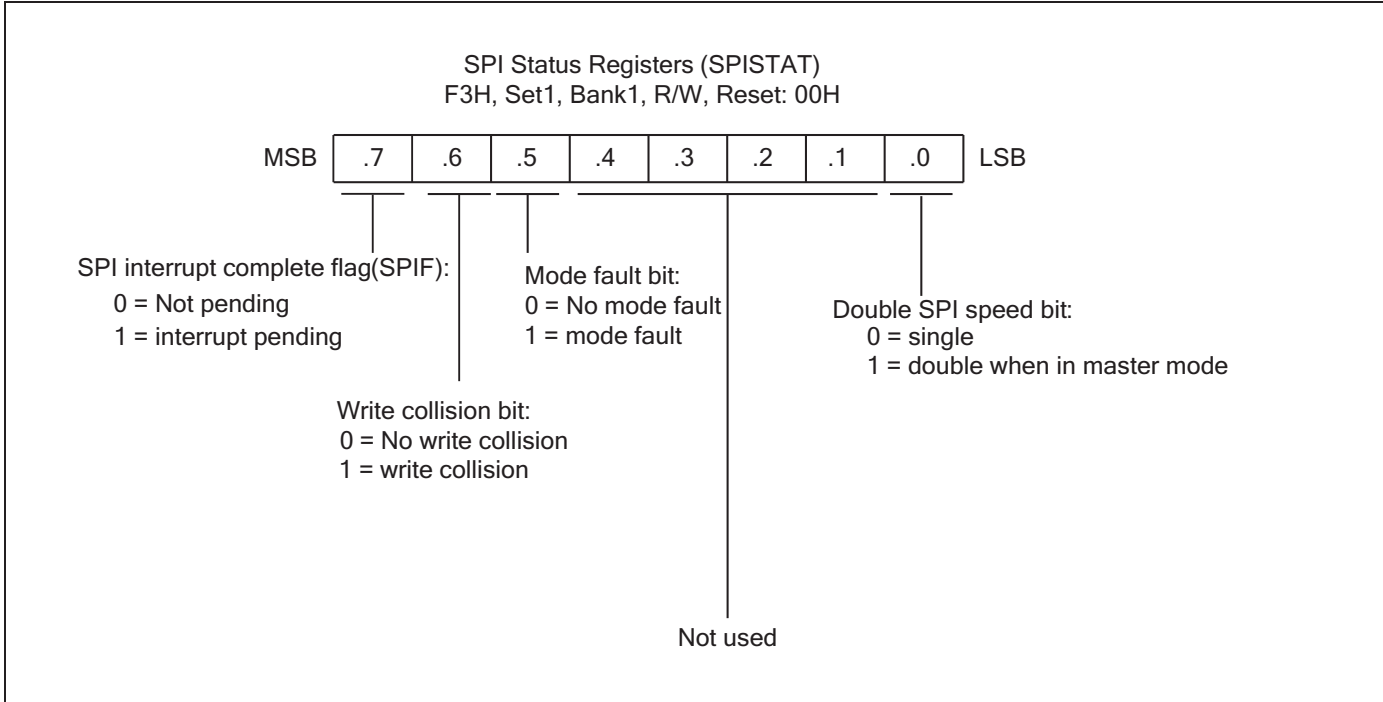 SPI Status Registers (SPISTAT)
F3H, Set1, Bank1, R/W, Reset: 00H
MSB .7 .6 .5 .4 .3 .2 .1 .0 LSB
SPI interrupt complete flag(SPIF):
0 = Not pending
1 = interrupt pending
Mode fault bit:
0 = No mode fault
1 = mode fault
Double SPI speed bit:
0 = single
1 = double when in master mode
Write collision bit:
0 = No write collision
1 = write collision
Not used